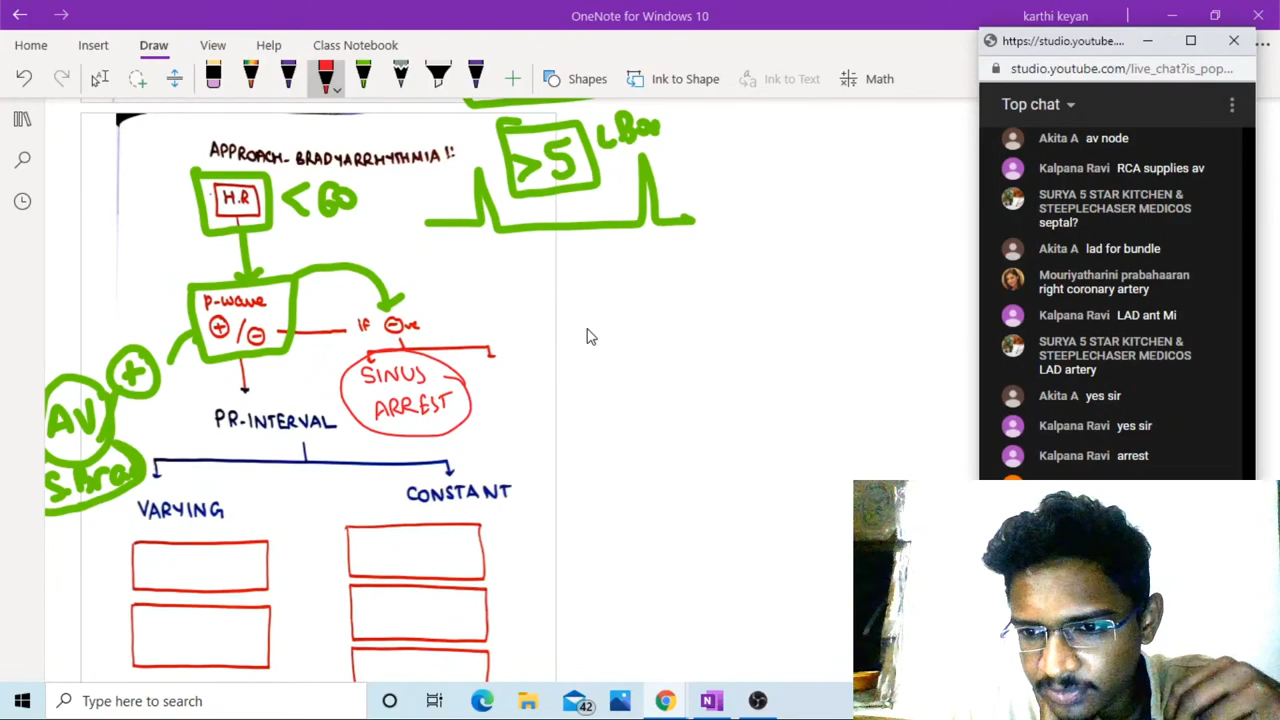 OneNote for Windows 10
karthi keyan
Home Insert Draw View Help Class Notebook
Shapes
Ink to Shape
Ink to Text
Math
https://studio.youtube....
studio.youtube.com/live_chat?is_pop...
Top chat
Akita A av node
Kalpana Ravi RCA supplies av
SURYA 5 STAR KITCHEN &
STEEPLECHASER MEDICOS
septal?
Akita A lad for bundle
Mouriyatharini prabahaaran
right coronary artery
Kalpana Ravi LAD ant Mi
SURYA 5 STAR KITCHEN &
STEEPLECHASER MEDICOS
LAD artery
Akita A yes sir
Kalpana Ravi yes sir
Kalpana Ravi arrest
>5
APPROACH-BRADYARRHYTHMIA!!
H.R <60
P-wave
+/-
If -ve
+
AV
SINUS
ARREST
PR-INTERVAL
S.Bra
VARYING
CONSTANT
Type here to search
42